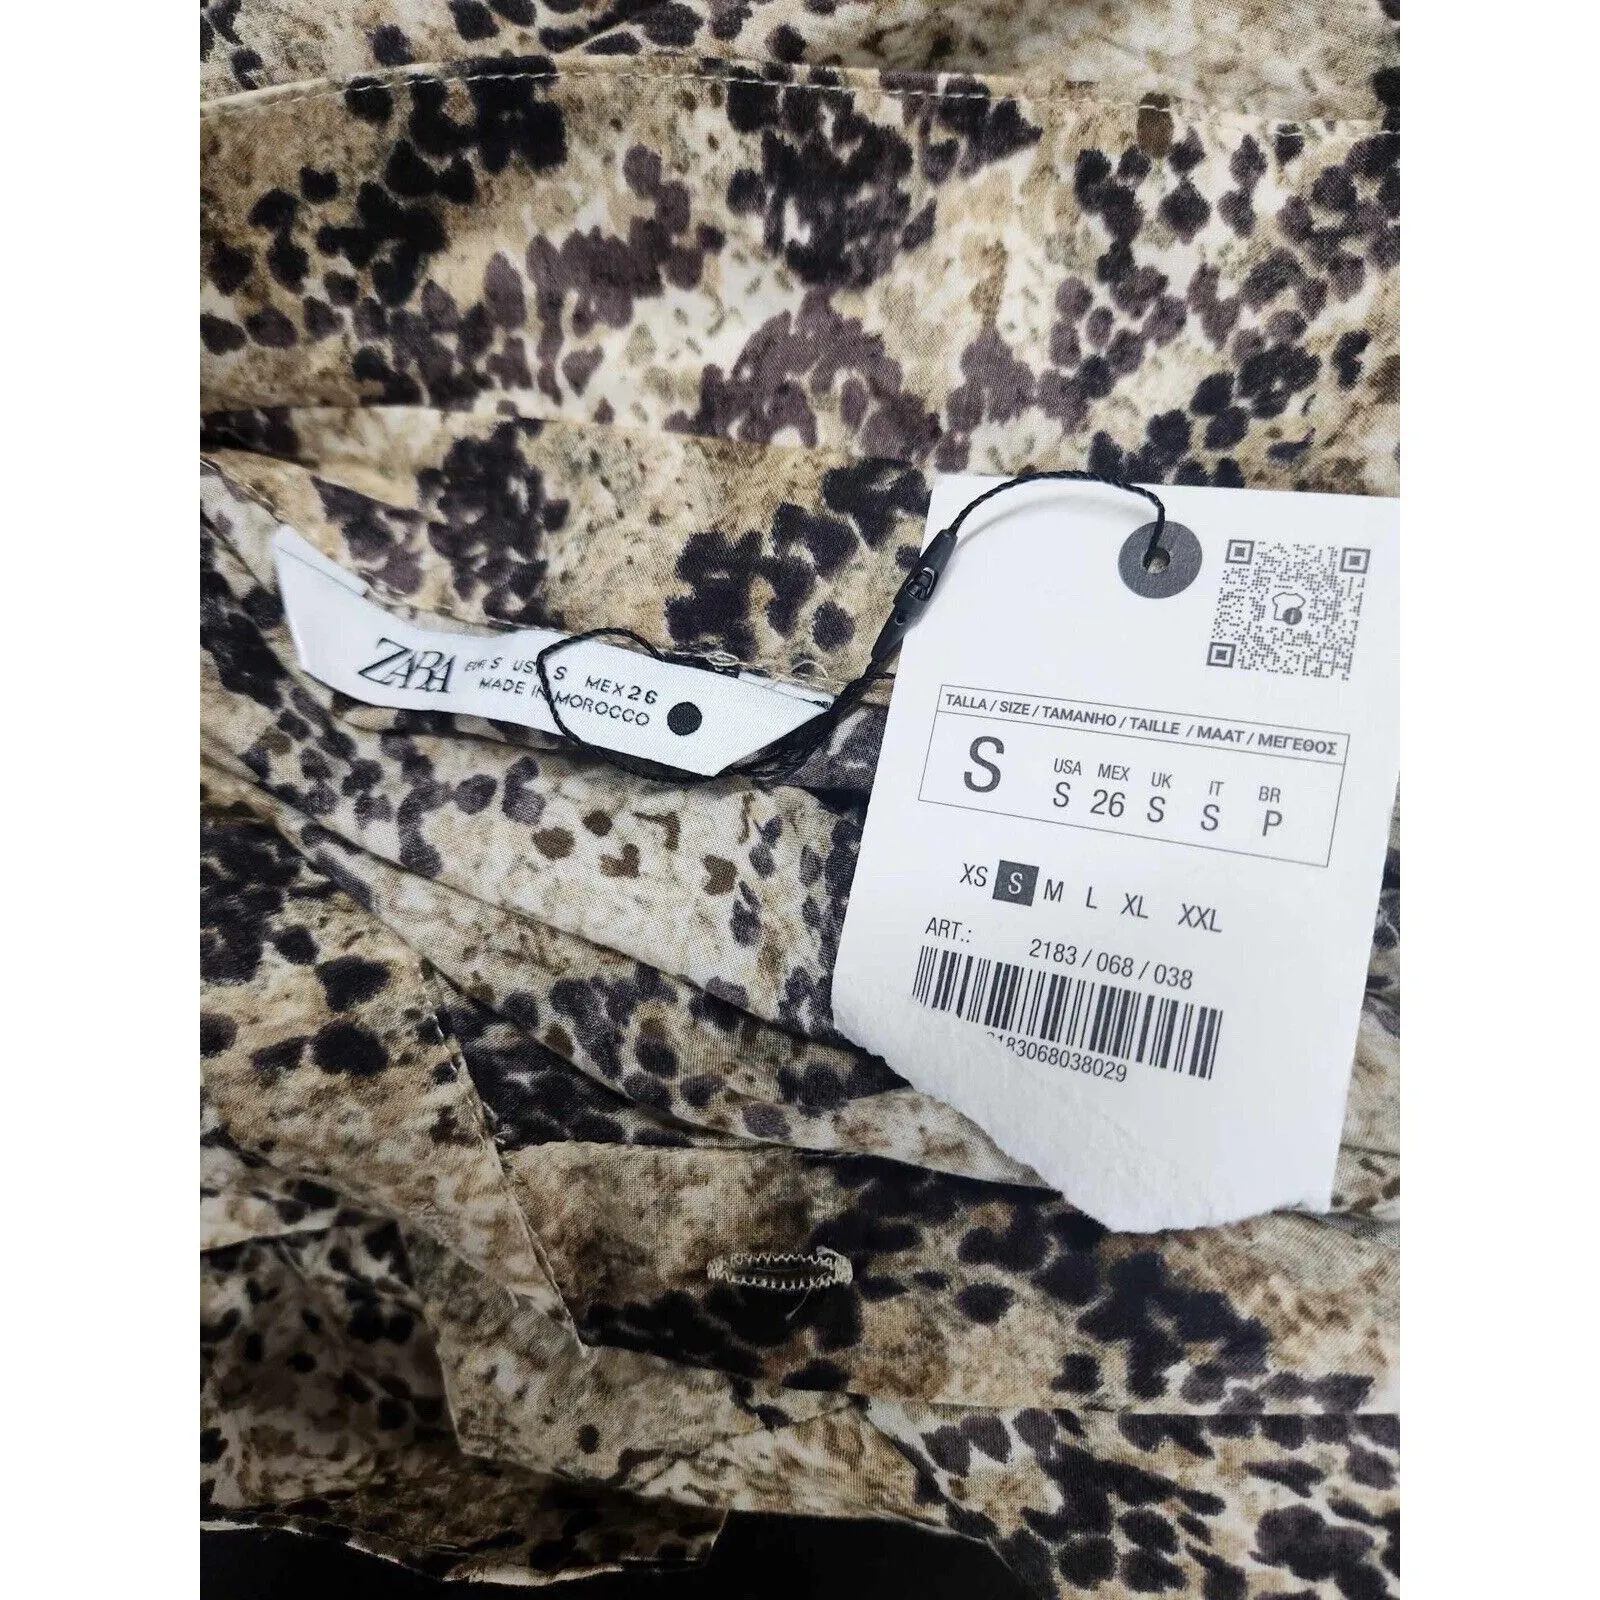 ZARA
EUR S USA S MEX 26
MADE IN MOROCCO
TALLA / SIZE / TAMANHO / TAILLE / MAAT / ΜΕΓΕΘΟΣ
S
USA MEX UK IT BR
S 26 S S P
XS S M L XL XXL
ART.: 2183 / 068 / 038
2183068038029